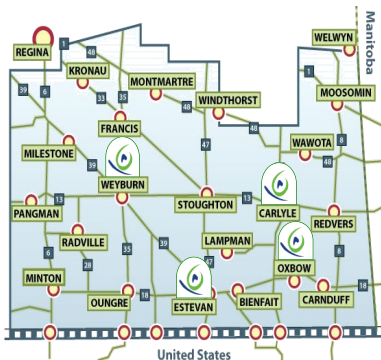 WELWYN
Manitoba
REGINA
1
48
1
KRONAU
MONTMARTRE
39
6
33
35
WINDTHORST
MOOSOMIN
FRANCIS
48
48
8
MILESTONE
47
WAWOTA
39
WEYBURN
13
PANGMAN
STOUGHTON
13
CARLYLE
REDVERS
RADVILLE
6
28
35
39
LAMPMAN
8
47
OXBOW
MINTON
OUNGRE
18
ESTEVAN
BIENFAIT
CARNDUFF
18
United States